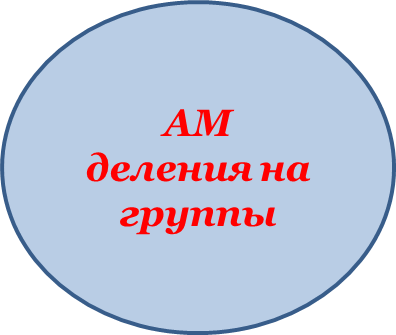 АМ
деления на
группы